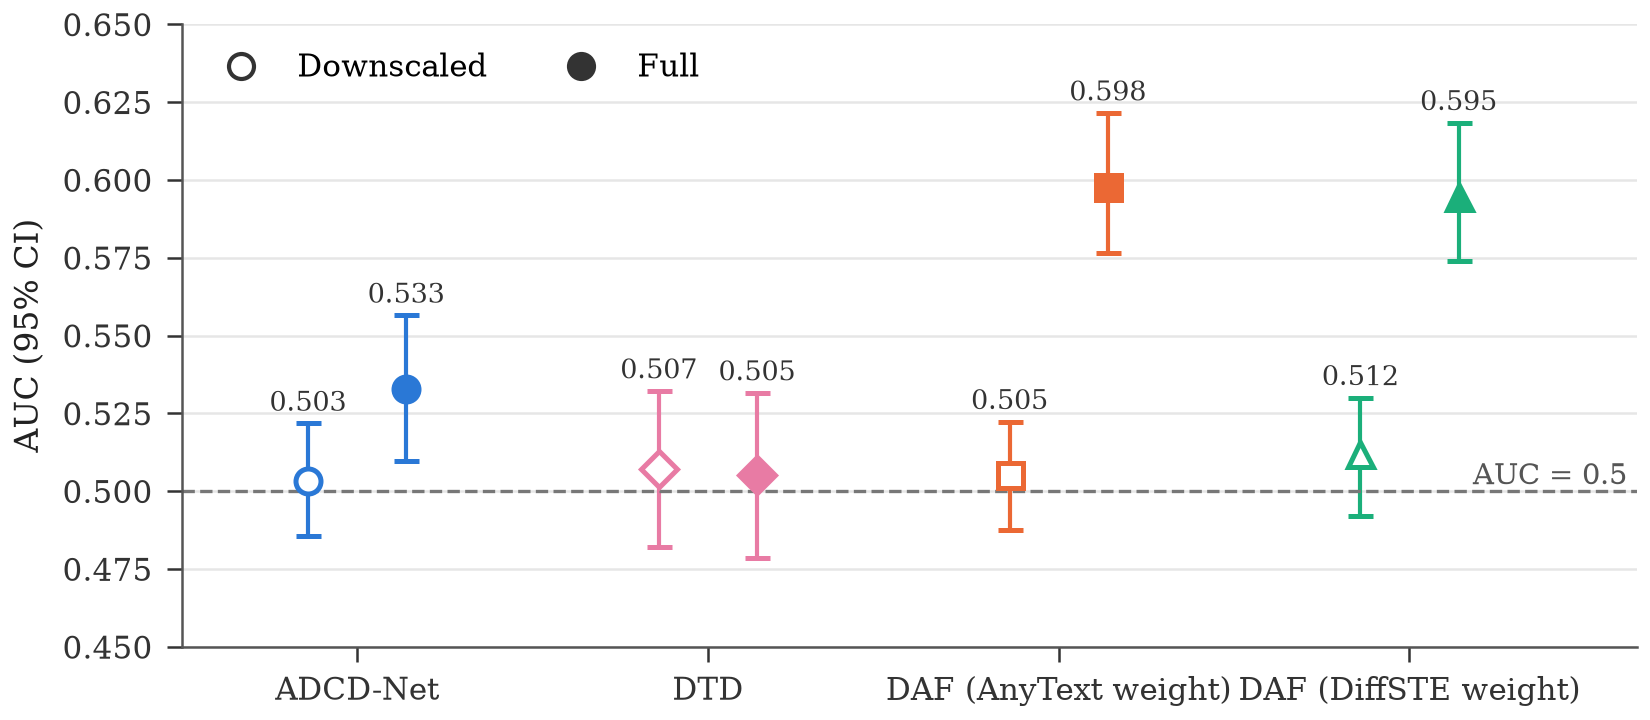 0.650
0.625
0.600
0.575
0.550
0.525
0.500
0.475
0.450
AUC (95% CI)
Downscaled
Full
0.503
0.533
0.507
0.505
0.505
0.598
0.512
0.595
AUC = 0.5
ADCD-Net
DTD
DAF (AnyText weight)
DAF (DiffSTE weight)